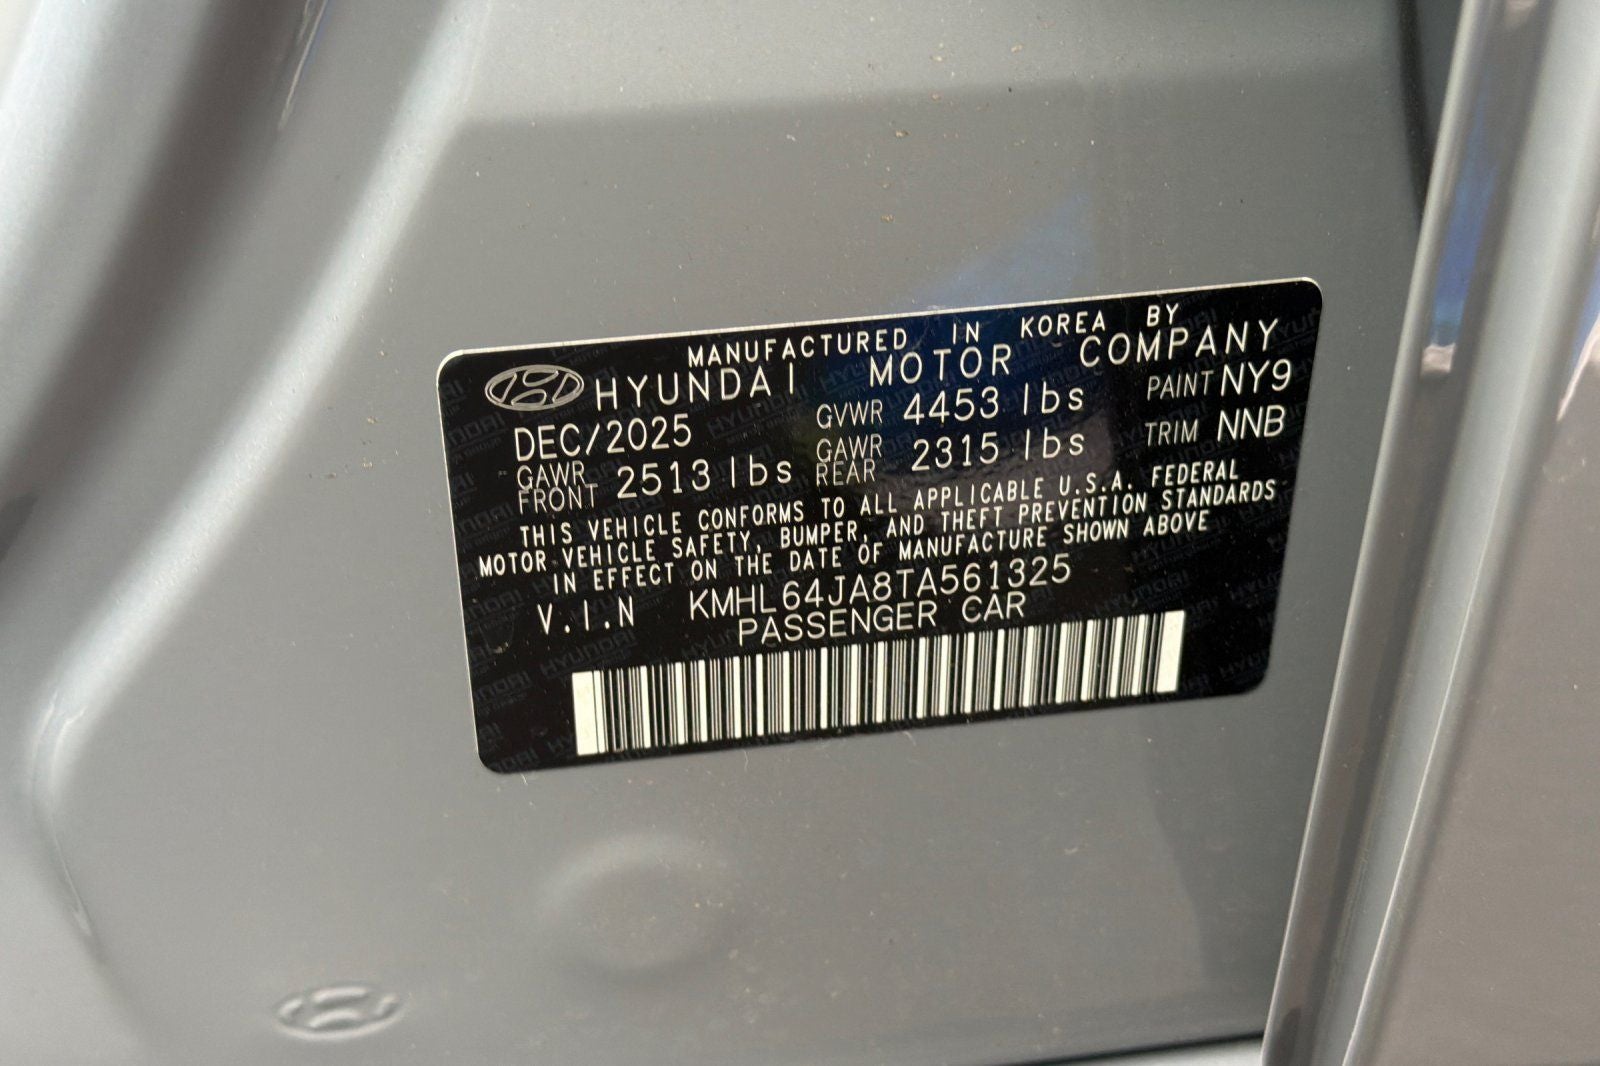 MANUFACTURED IN KOREA BY
HYUNDAI MOTOR COMPANY
DEC/2025 GVWR 4453 lbs PAINT NY9
GAWR FRONT 2513 lbs GAWR REAR 2315 lbs TRIM NNB
THIS VEHICLE CONFORMS TO ALL APPLICABLE U.S.A. FEDERAL
MOTOR VEHICLE SAFETY, BUMPER, AND THEFT PREVENTION STANDARDS
IN EFFECT ON THE DATE OF MANUFACTURE SHOWN ABOVE
V.I.N KMHL64JA8TA561325
PASSENGER CAR